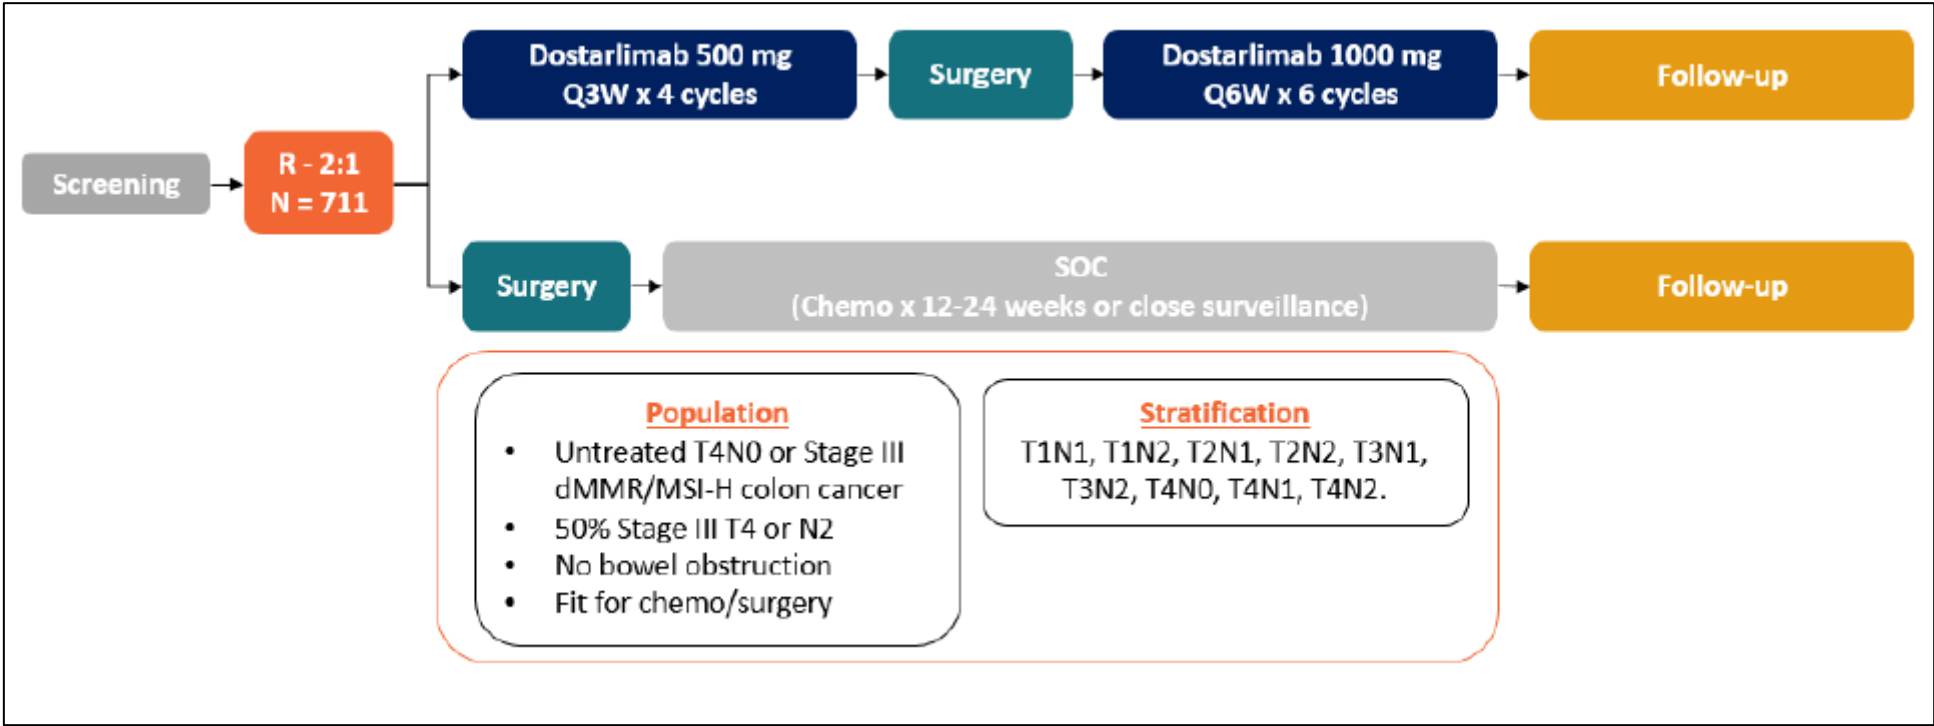 Dostarlimab 500 mg
Q3W x 4 cycles
Surgery
Dostarlimab 1000 mg
Q6W x 6 cycles
Follow-up
Screening
R - 2:1
N = 711
Surgery
SOC
(Chemo x 12-24 weeks or close surveillance)
Follow-up
Population
• Untreated T4N0 or Stage III
dMMR/MSI-H colon cancer
• 50% Stage III T4 or N2
• No bowel obstruction
• Fit for chemo/surgery
Stratification
T1N1, T1N2, T2N1, T2N2, T3N1,
T3N2, T4N0, T4N1, T4N2.